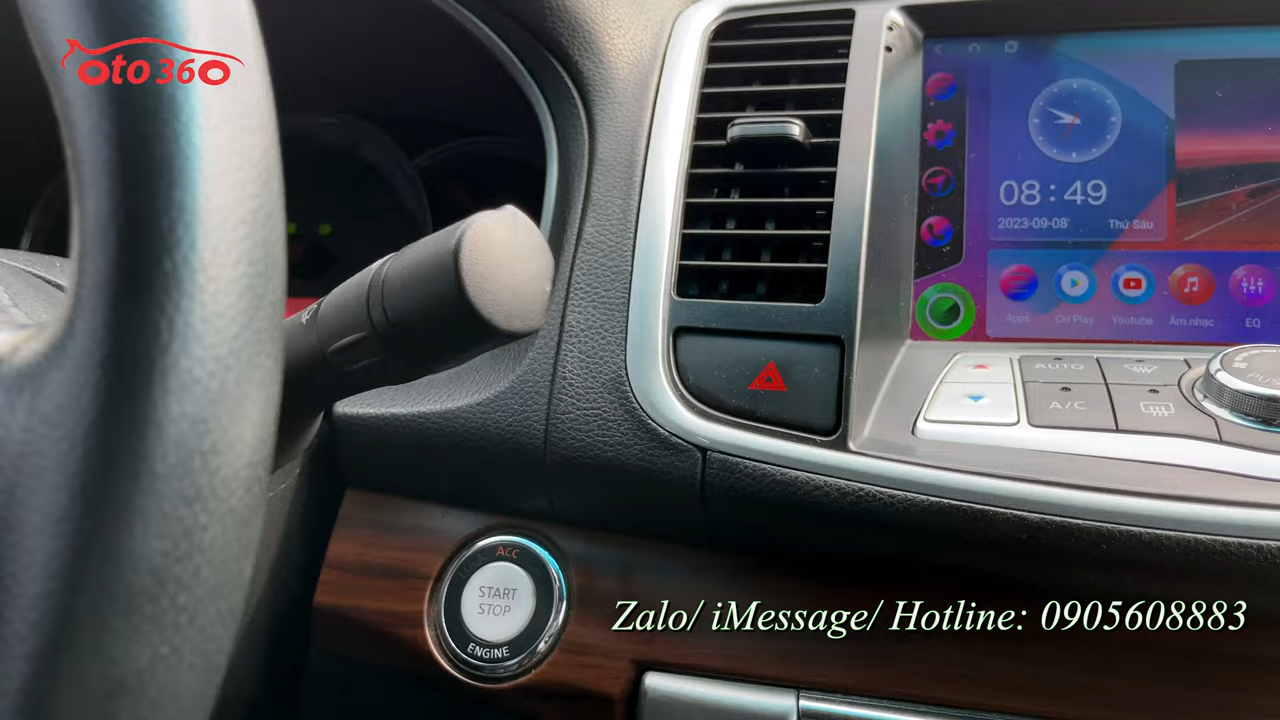 oto360
08:49
2023-09-08
Thứ Sáu
Apps
CH Play
Youtube
Âm nhạc
EQ
AUTO
A/C
PUS
ACC
START
STOP
ENGINE
Zalo/ iMessage/ Hotline: 0905608883